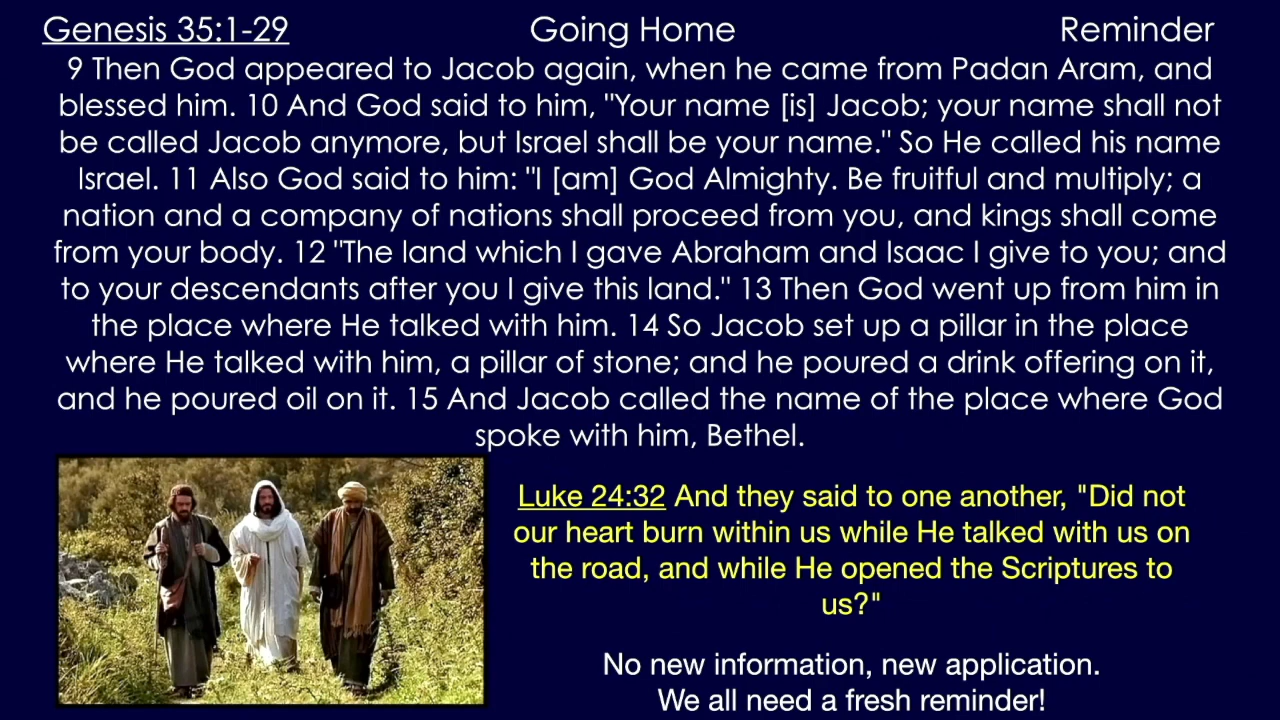 Genesis 35:1-29 Going Home Reminder
9 Then God appeared to Jacob again, when he came from Padan Aram, and
blessed him. 10 And God said to him, "Your name [is] Jacob; your name shall not
be called Jacob anymore, but Israel shall be your name." So He called his name
Israel. 11 Also God said to him: "I [am] God Almighty. Be fruitful and multiply; a
nation and a company of nations shall proceed from you, and kings shall come
from your body. 12 "The land which I gave Abraham and Isaac I give to you; and
to your descendants after you I give this land." 13 Then God went up from him in
the place where He talked with him. 14 So Jacob set up a pillar in the place
where He talked with him, a pillar of stone; and he poured a drink offering on it,
and he poured oil on it. 15 And Jacob called the name of the place where God
spoke with him, Bethel.
Luke 24:32 And they said to one another, "Did not
our heart burn within us while He talked with us on
the road, and while He opened the Scriptures to
us?"
No new information, new application.
We all need a fresh reminder!